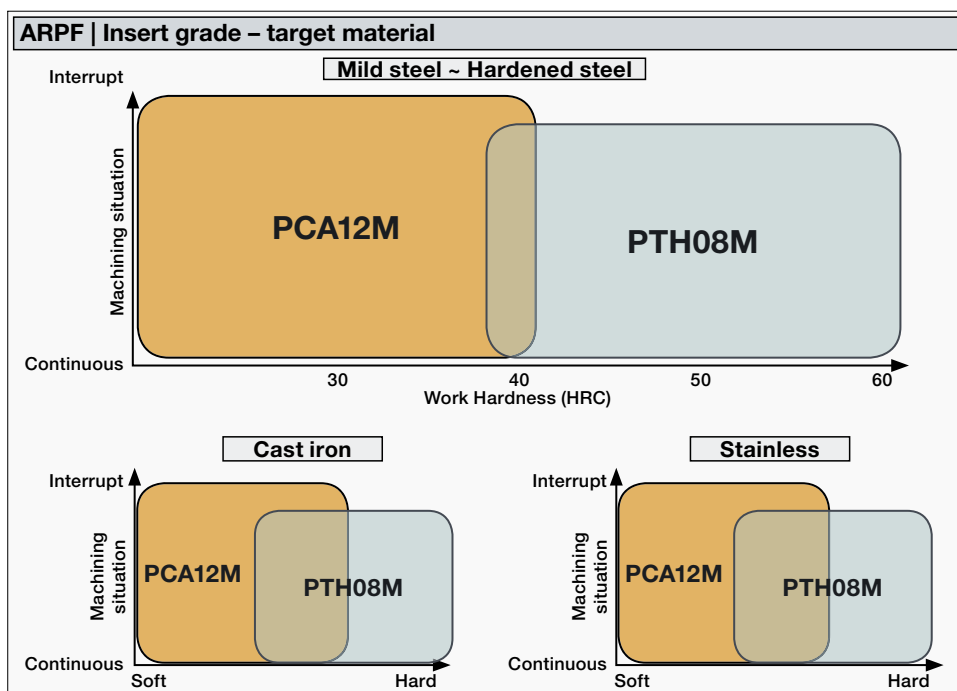 ARPF | Insert grade – target material
Mild steel ~ Hardened steel
Interrupt
Machining situation
PCA12M
PTH08M
Continuous
30
40
50
60
Work Hardness (HRC)
Cast iron
Interrupt
Machining
situation
PCA12M
PTH08M
Continuous
Soft
Hard
Stainless
Interrupt
Machining
situation
PCA12M
PTH08M
Continuous
Soft
Hard